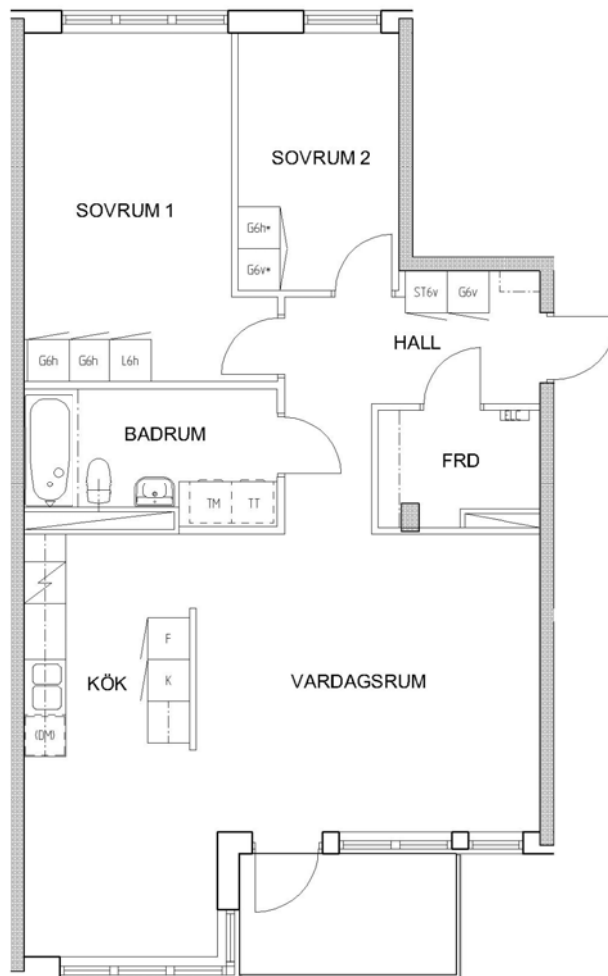 SOVRUM 2
SOVRUM 1
G6h*
G6v*
ST6v G6v
HALL
G6h G6h L6h
BADRUM
ELC
FRD
TM TT
F
K
KÖK
VARDAGSRUM
(DM)